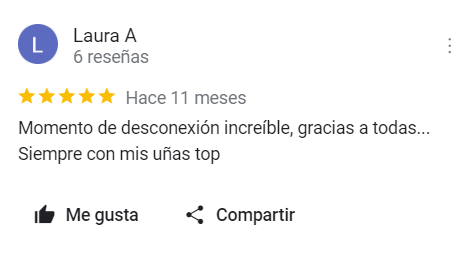 L
Laura A
6 reseñas
Hace 11 meses
Momento de desconexión increíble, gracias a todas...
Siempre con mis uñas top
Me gusta
Compartir